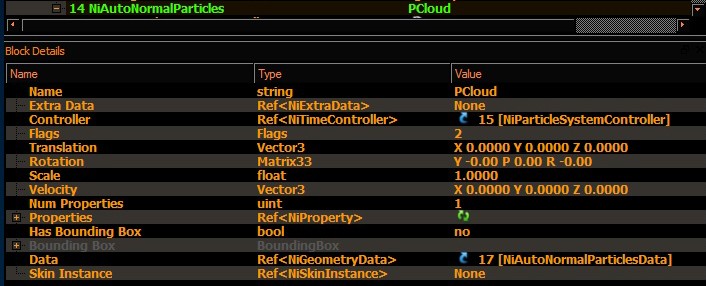 14 NiAutoNormalParticles PCloud
Block Details
Name Type Value
Name string PCloud
Extra Data Ref<NiExtraData> None
Controller Ref<NiTimeController> 15 [NiParticleSystemController]
Flags Flags 2
Translation Vector3 X 0.0000 Y 0.0000 Z 0.0000
Rotation Matrix33 Y -0.00 P 0.00 R -0.00
Scale float 1.0000
Velocity Vector3 X 0.0000 Y 0.0000 Z 0.0000
Num Properties uint 1
Properties Ref<NiProperty>
Has Bounding Box bool no
Bounding Box BoundingBox
Data Ref<NiGeometryData> 17 [NiAutoNormalParticlesData]
Skin Instance Ref<NiSkinInstance> None